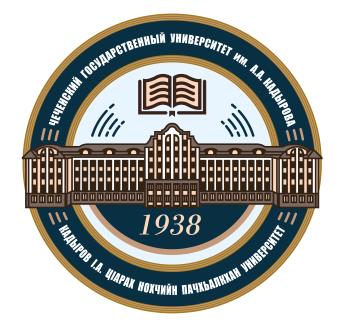 ЧЕЧЕНСКИЙ ГОСУДАРСТВЕННЫЙ УНИВЕРСИТЕТ ИМ. А.А. КАДЫРОВА
1938
КАДЫРОВ I.А. ЦIАРАХ НОХЧИЙН ПАЧХЬАЛКХАН УНИВЕРСИТЕТ